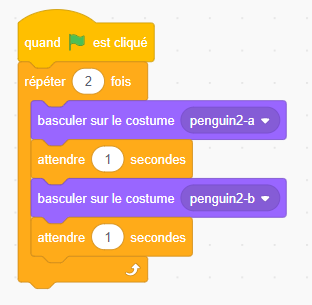 quand est cliqué
répéter 2 fois
basculer sur le costume penguin2-a
attendre 1 secondes
basculer sur le costume penguin2-b
attendre 1 secondes